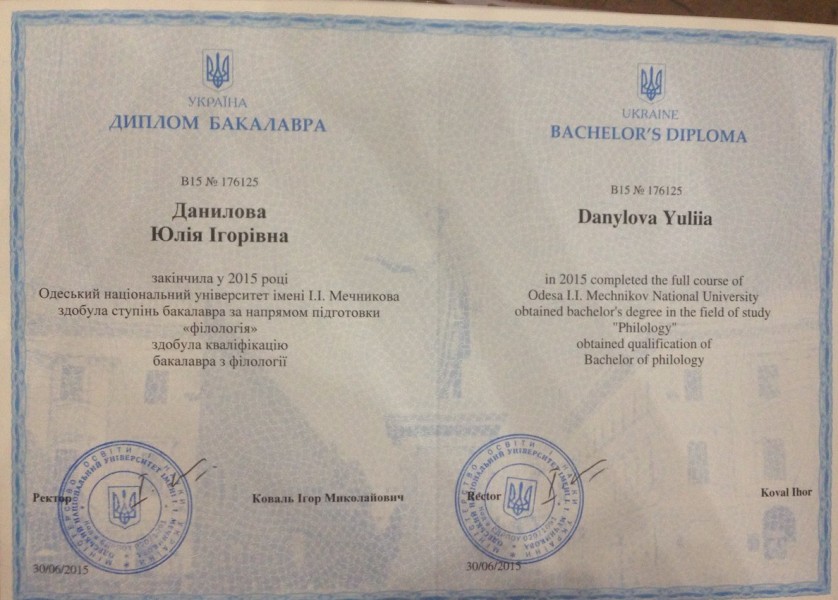 УКРАЇНА
ДИПЛОМ БАКАЛАВРА
В15 № 176125
Данилова
Юлія Ігорівна
закінчила у 2015 році
Одеський національний університет імені І.І. Мечникова
здобула ступінь бакалавра за напрямом підготовки
«філологія»
здобула кваліфікацію
бакалавра з філології
Ректор
Коваль Ігор Миколайович
30/06/2015
UKRAINE
BACHELOR'S DIPLOMA
B15 № 176125
Danylova Yuliia
in 2015 completed the full course of
Odesa I.I. Mechnikov National University
obtained bachelor's degree in the field of study
"Philology"
obtained qualification of
Bachelor of philology
Rector
Koval Ihor
30/06/2015